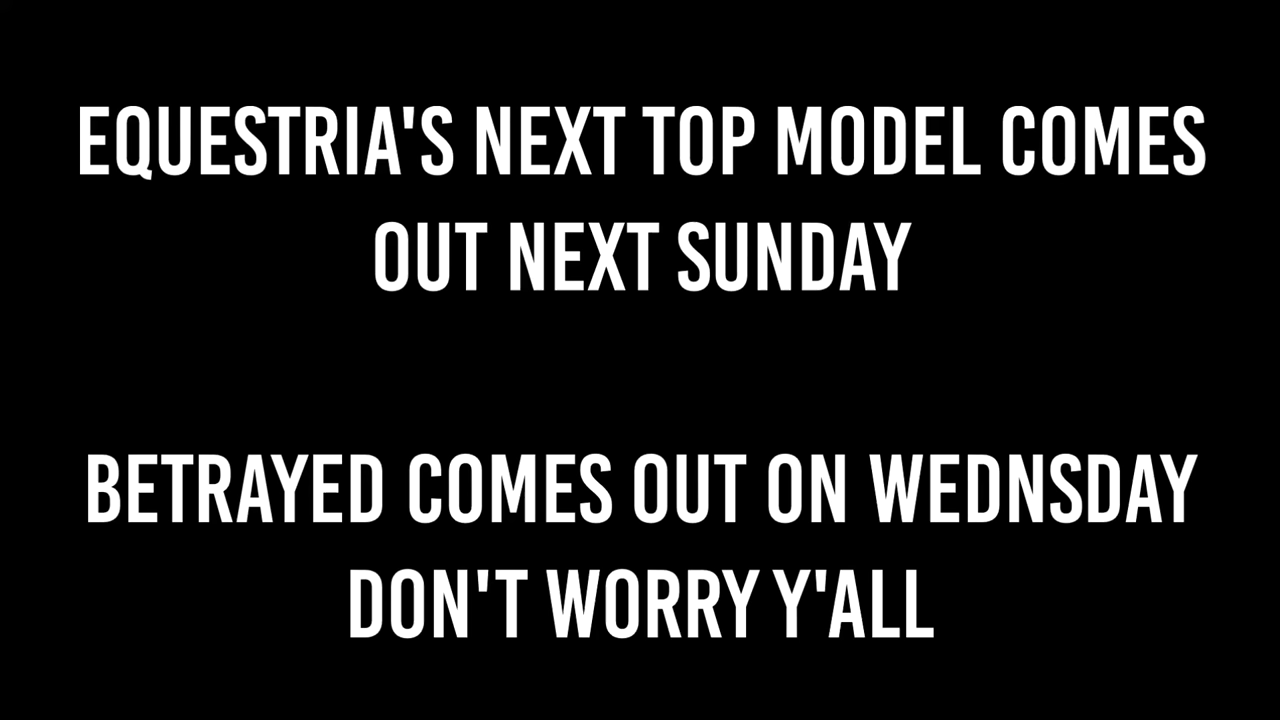 EQUESTRIA'S NEXT TOP MODEL COMES
OUT NEXT SUNDAY
BETRAYED COMES OUT ON WEDNSDAY
DON'T WORRY Y'ALL